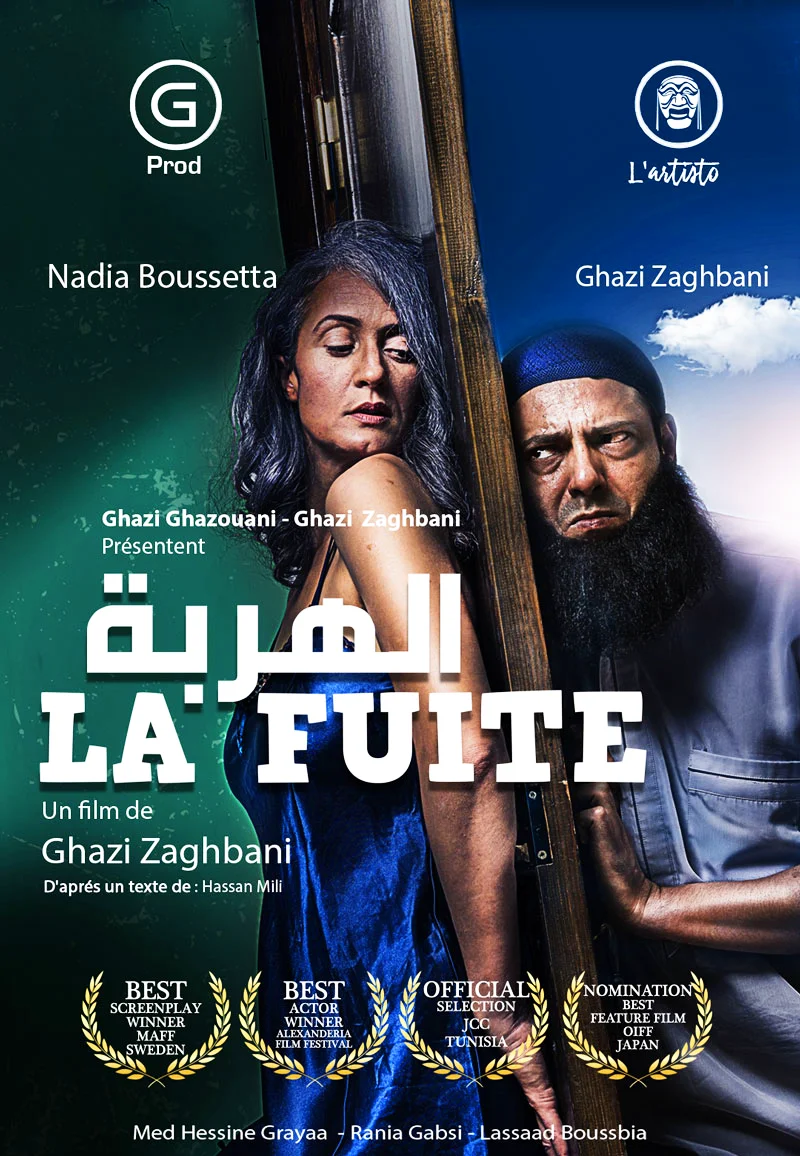 G
Prod
L'artisto
Nadia Boussetta
Ghazi Zaghbani
Ghazi Ghazouani - Ghazi Zaghbani
Présentent
الهربة
LA FUITE
Un film de
Ghazi Zaghbani
D'aprés un texte de : Hassan Mili
BEST
SCREENPLAY
WINNER
MAFF
SWEDEN
BEST
ACTOR
WINNER
ALEXANDERIA
FILM FESTIVAL
OFFICIAL
SELECTION
JCC
TUNISIA
NOMINATION
BEST
FEATURE FILM
OIFF
JAPAN
Med Hessine Grayaa - Rania Gabsi - Lassaad Boussbia